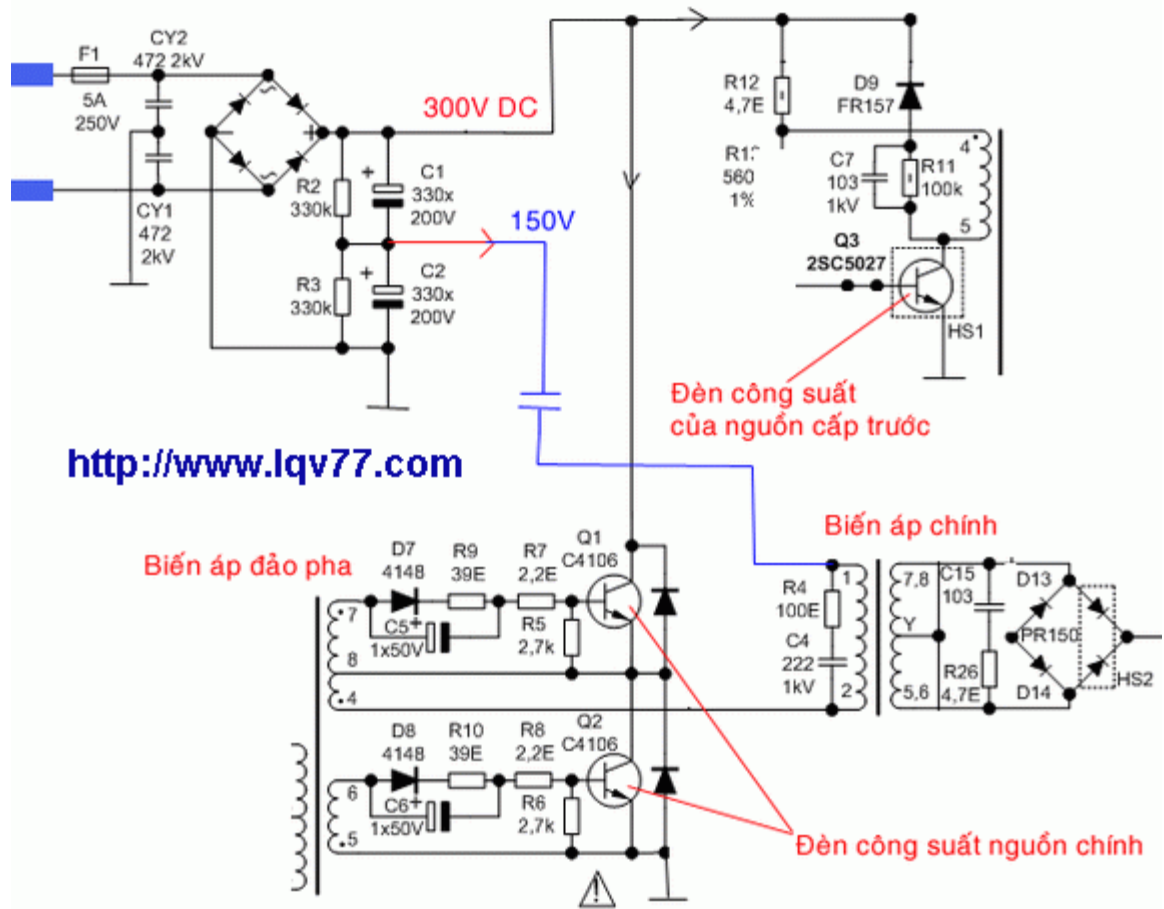 F1
5A
250V
CY2
472 2kV
CY1
472
2kV
300V DC
R2
330k
C1
330x
200V
R3
330k
C2
330x
200V
150V
R12
4,7E
D9
FR157
560
1%
C7
103
1kV
R11
100k
4
5
Q3
2SC5027
HS1
Đèn công suất
của nguồn cấp trước
http://www.lqv77.com
Biến áp đảo pha
D7
4148
R9
39E
R7
2,2E
Q1
C4106
C5
1x50V
R5
2,7k
7
8
4
D8
4148
R10
39E
R8
2,2E
Q2
C4106
C6
1x50V
R6
2,7k
6
5
Biến áp chính
R4
100E
C4
222
1kV
1
2
7,8
Y
5,6
C15
103
R26
4,7E
D13
PR150
D14
HS2
Đèn công suất nguồn chính